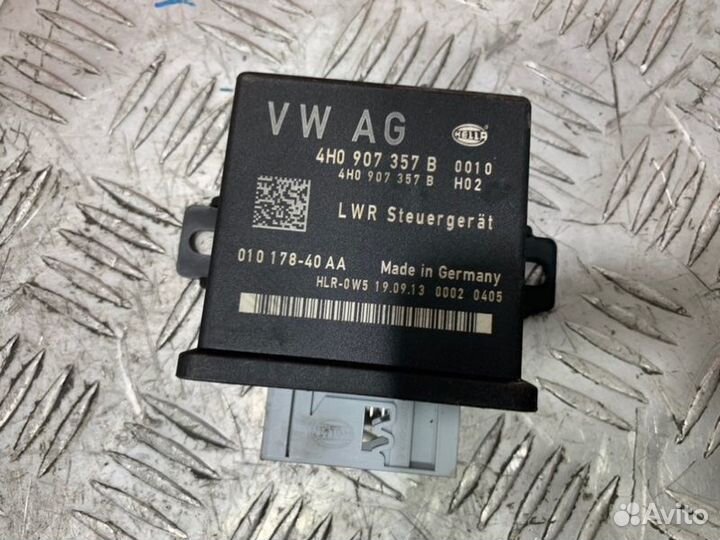 VW AG
HELLA
4H0 907 357 B 0010
4H0 907 357 B H02
LWR Steuergerät
010 178-40 AA Made in Germany
HLR-0W5 19.09.13 0002 0405
Avito